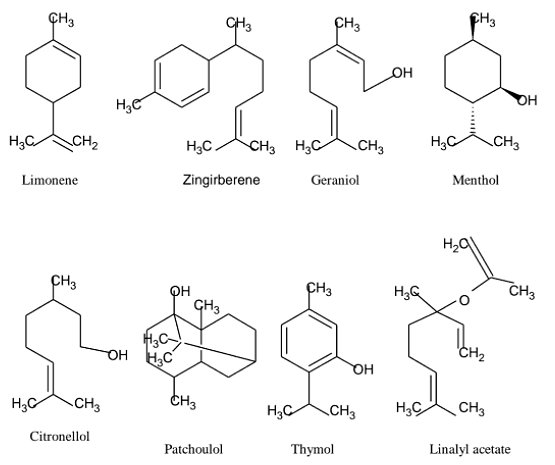 CH3 CH3 CH3 CH3
OH
H3C OH
H3C CH2 H3C CH3 H3C CH3 H3C CH3
Limonene Zingirberene Geraniol Menthol
H2C
CH3 OH CH3 CH3 H3C O CH3
H3C
OH H3C OH CH2
H3C CH3 CH3 H3C CH3 H3C CH3
Citronellol Patchoulol Thymol Linalyl acetate